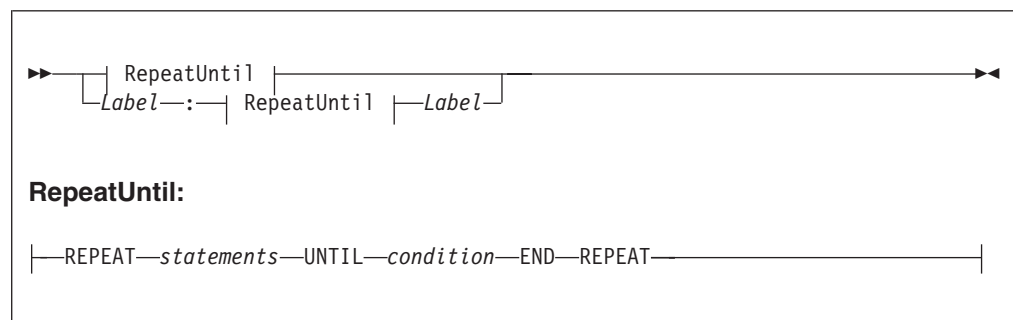 RepeatUntil
Label : RepeatUntil Label
RepeatUntil:
REPEAT statements UNTIL condition END REPEAT